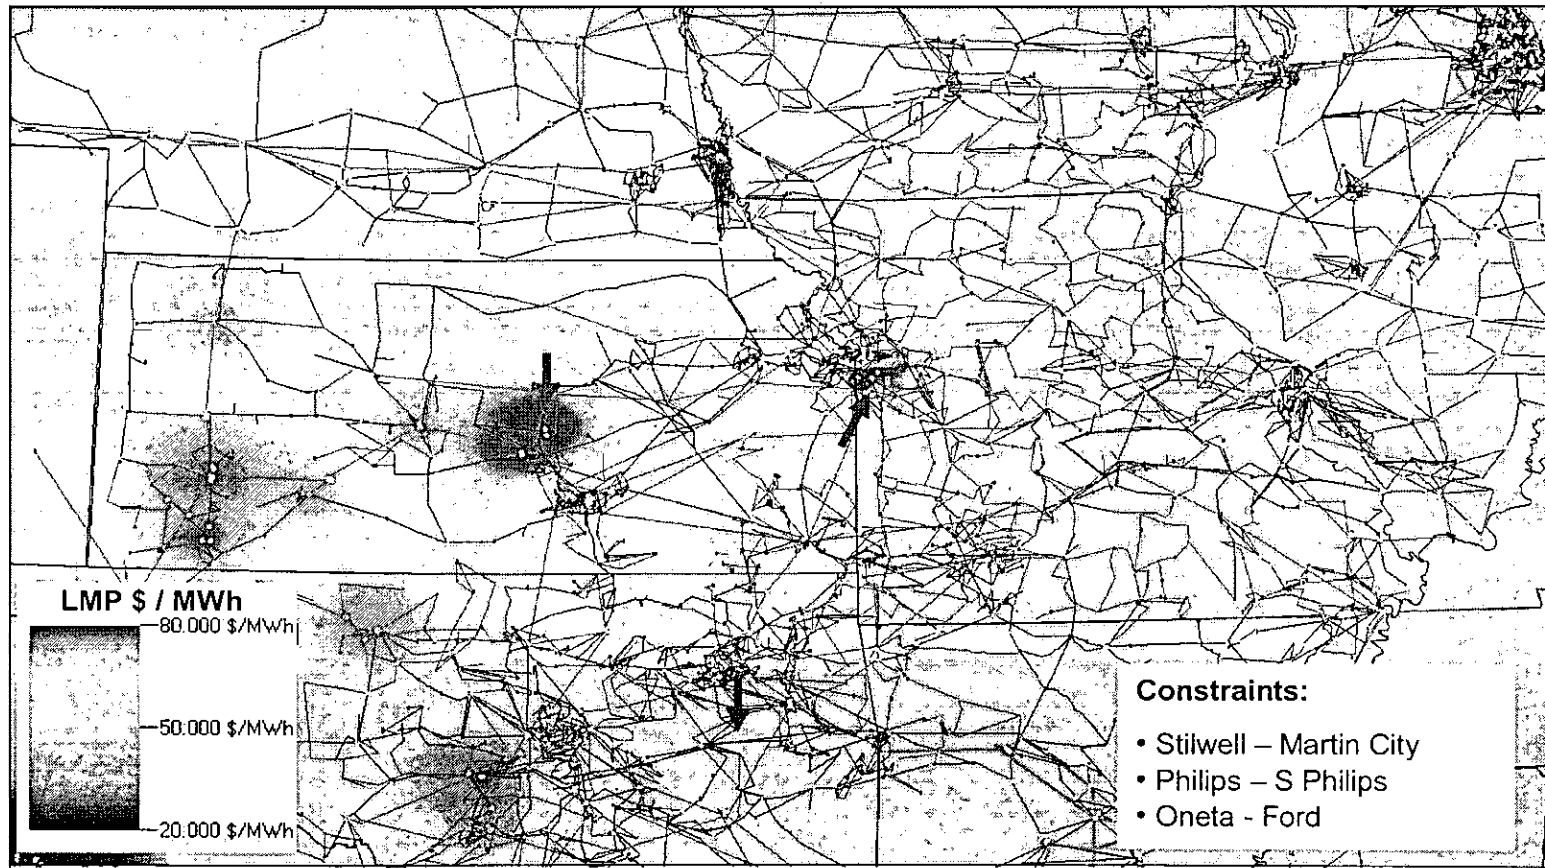 LMP $ / MWh
80.000 $/MWh
50.000 $/MWh
20.000 $/MWh
Constraints:
• Stilwell – Martin City
• Philips – S Philips
• Oneta - Ford